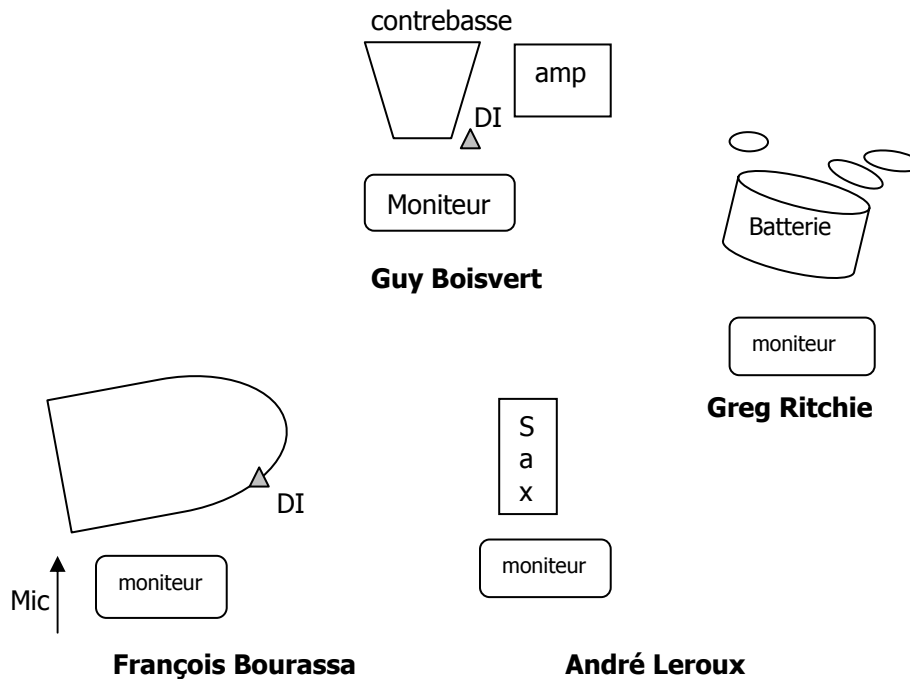 contrebasse
amp
DI
Moniteur
Guy Boisvert
Batterie
moniteur
Greg Ritchie
S
a
x
DI
moniteur
moniteur
Mic
François Bourassa
André Leroux